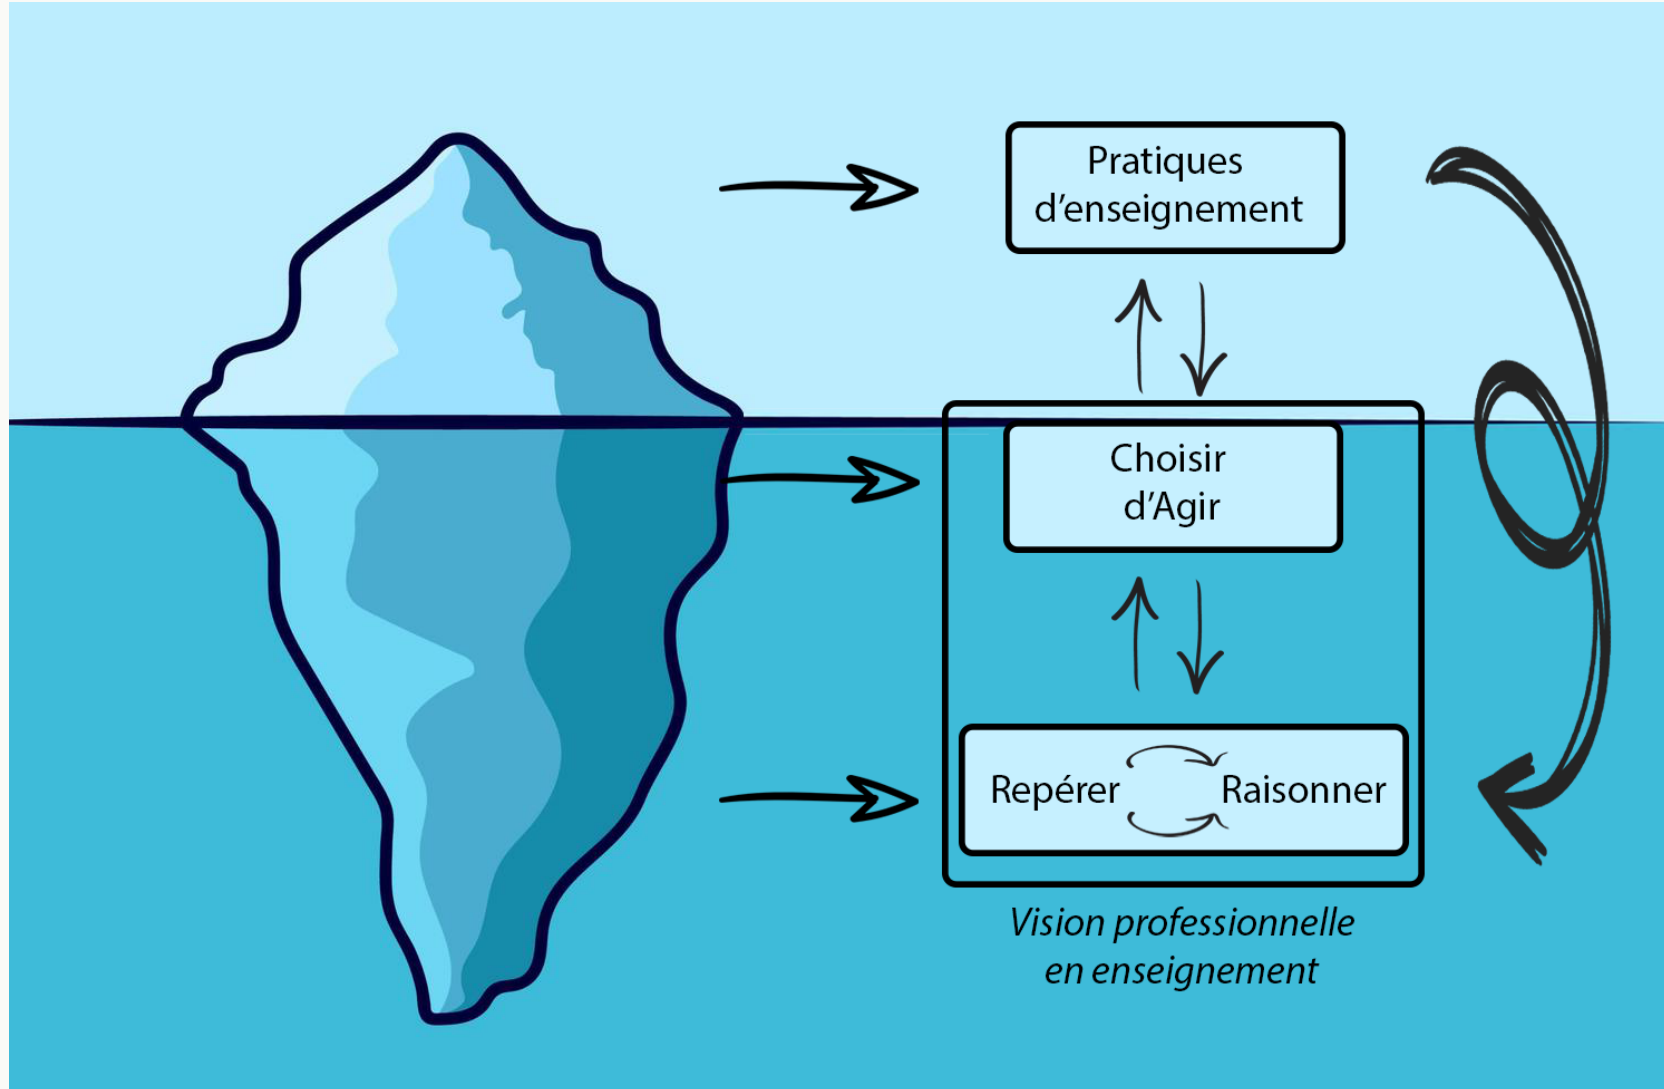 Pratiques
d'enseignement
Choisir
d'Agir
Repérer Raisonner
Vision professionnelle
en enseignement